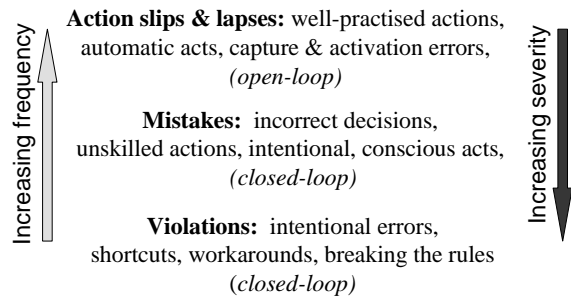 Action slips & lapses: well-practised actions,
automatic acts, capture & activation errors,
(open-loop)
Mistakes: incorrect decisions,
unskilled actions, intentional, conscious acts,
(closed-loop)
Violations: intentional errors,
shortcuts, workarounds, breaking the rules
(closed-loop)
Increasing frequency
Increasing severity